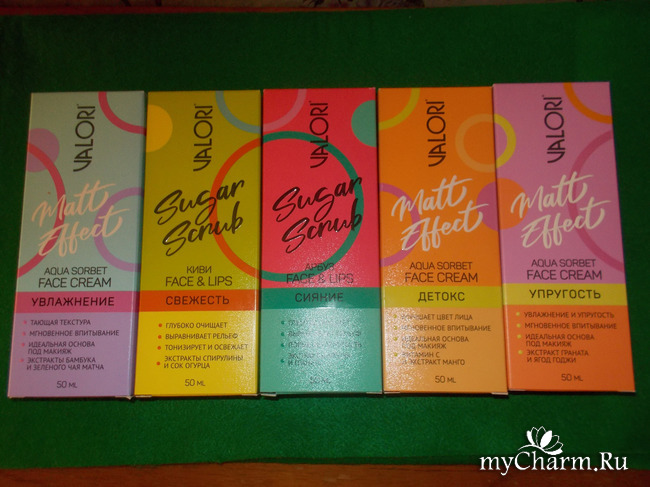 VALORI
Matt
Effect
AQUA SORBET
FACE CREAM
УВЛАЖНЕНИЕ
ТАЮЩАЯ ТЕКСТУРА
МГНОВЕННОЕ ВПИТЫВАНИЕ
ИДЕАЛЬНАЯ ОСНОВА
ПОД МАКИЯЖ
ЭКСТРАКТЫ БАМБУКА
И ЗЕЛЕНОГО ЧАЯ МАТЧА
50 ML
VALORI
Sugar
Scrub
КИВИ
FACE & LIPS
СВЕЖЕСТЬ
ГЛУБОКО ОЧИЩАЕТ
ВЫРАВНИВАЕТ РЕЛЬЕФ
ТОНИЗИРУЕТ И ОСВЕЖАЕТ
ЭКСТРАКТЫ СПИРУЛИНЫ
И СОК ОГУРЦА
50 ML
VALORI
Sugar
Scrub
АРБУЗ
FACE & LIPS
СИЯНИЕ
50 ML
VALORI
Matt
Effect
AQUA SORBET
FACE CREAM
ДЕТОКС
ЦВЕТ ЛИЦА
МГНОВЕННОЕ ВПИТЫВАНИЕ
ИДЕАЛЬНАЯ ОСНОВА
ПОД МАКИЯЖ
ВИТАМИН С
И ЭКСТРАКТ МАНГО
50 ML
VALORI
Matt
Effect
AQUA SORBET
FACE CREAM
УПРУГОСТЬ
УВЛАЖНЕНИЕ И УПРУГОСТЬ
МГНОВЕННОЕ ВПИТЫВАНИЕ
ИДЕАЛЬНАЯ ОСНОВА
ПОД МАКИЯЖ
ЭКСТРАКТ ГРАНАТА
И ЯГОД ГОДЖИ
50 ML
myCharm.Ru